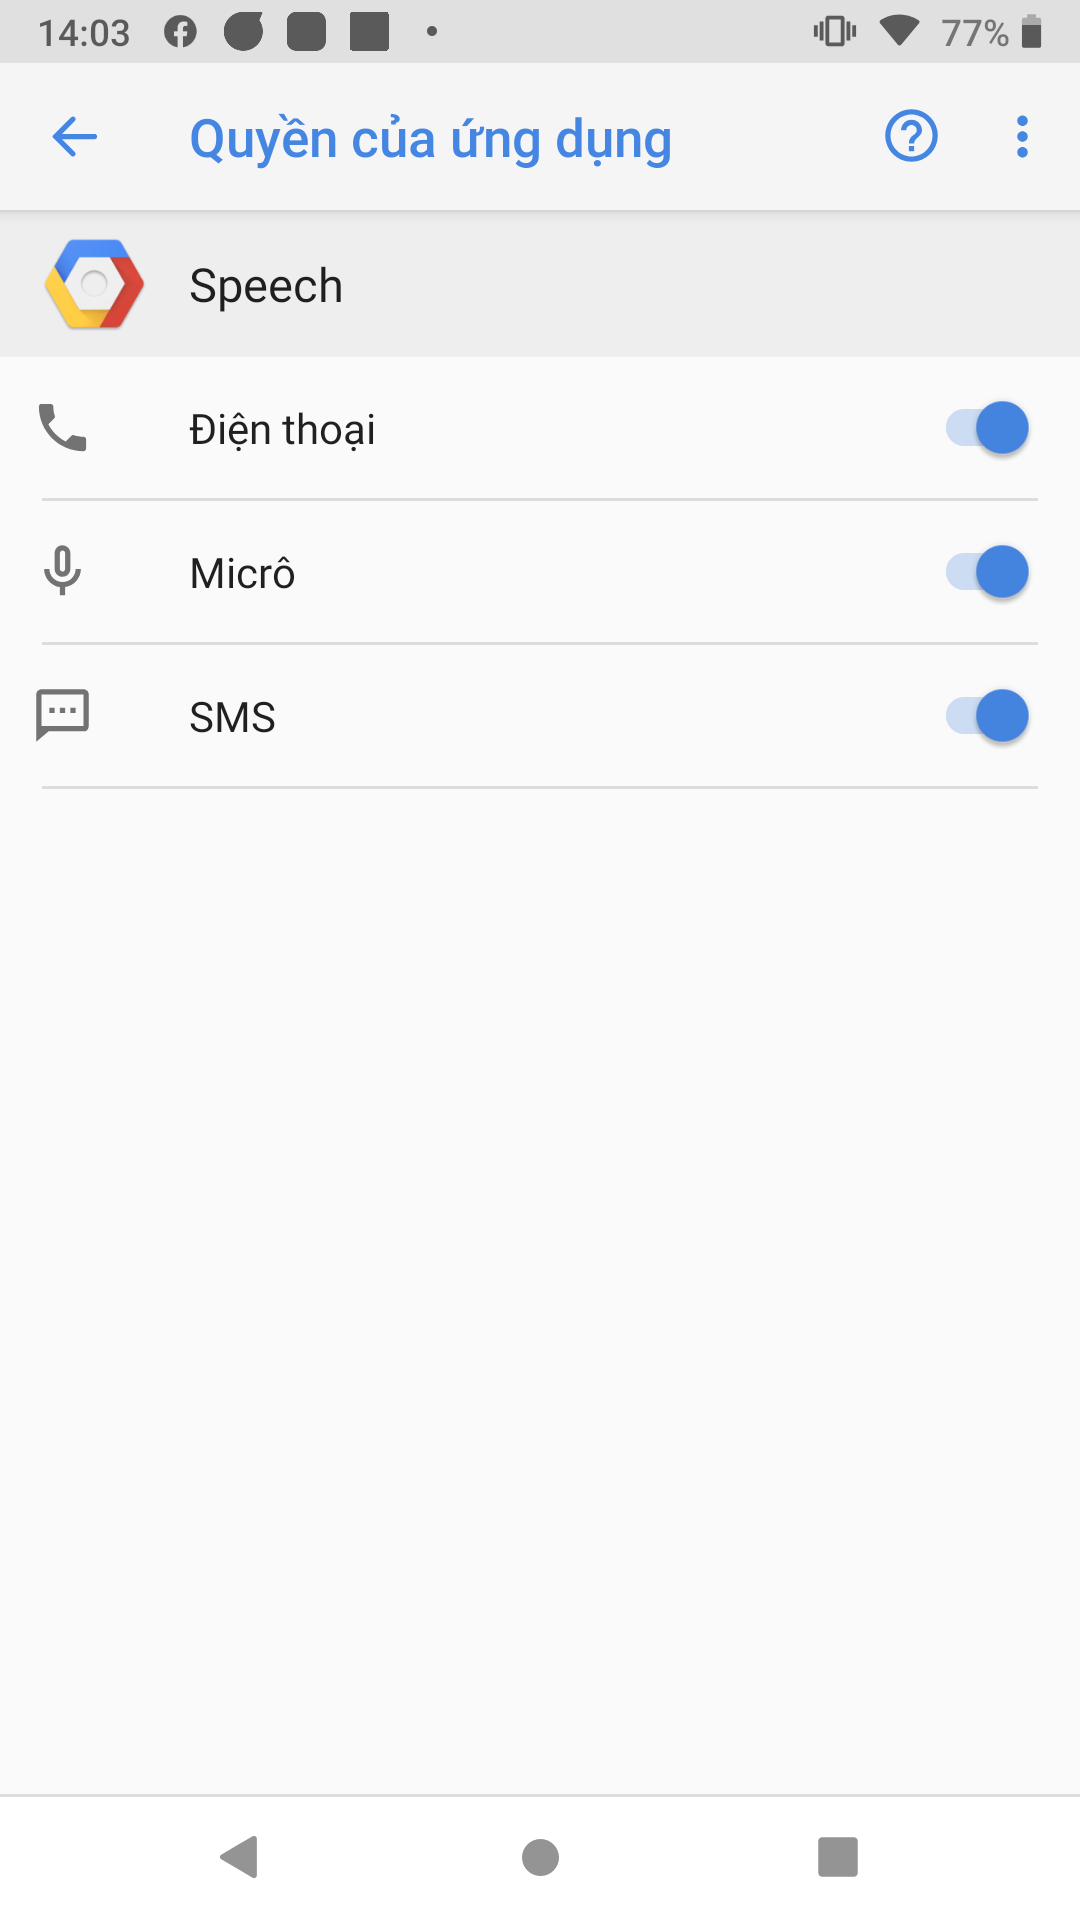 14:03
77%
Quyền của ứng dụng
Speech
Điện thoại
Micrô
SMS